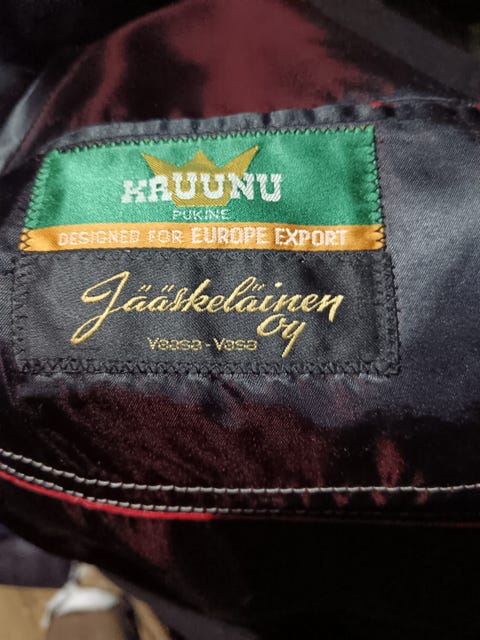 KRUUNU
PUKINE
DESIGNED FOR EUROPE EXPORT
Jääskeläinen
Oy
Vaasa-Vasa